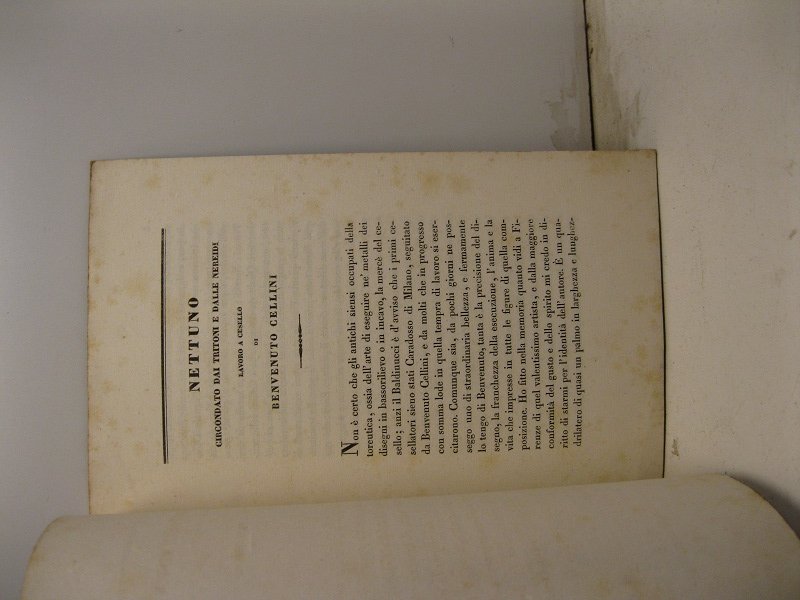 NETTUNO
CIRCONDATO DAI TRITONI E DALLE NEREIDI
LAVORO A CESELLO
DI
BENVENUTO CELLINI
Non è certo che gli antichi siensi occupati della
toreutica, ossia dell'arte di eseguire ne' metalli dei
disegni in bassorilievo o in incavo, la mercè del ce-
sello; anzi il Baldinucci è d'avviso che i primi ce-
sellatori sieno stati Caradosso di Milano, seguitato
da Benvenuto Cellini, e da molti che in progresso
con somma lode in quella tempra di lavoro si eser-
citarono. Comunque sia, da pochi giorni ne pos-
seggo uno di straordinaria bellezza, e fermamente
lo tengo di Benvenuto, tanta è la precisione del di-
segno, la franchezza della esecuzione, l'anima e la
vita che impresse in tutte le figure di quella com-
posizione. Ho fitto nella memoria quanto vidi a Fi-
renze di quel valentissimo artista, e dalla maggiore
conformità del gusto e dello spirito mi credo in di-
ritto di starmi per l'identità dell'autore. È un qua-
drilatero di quasi un palmo in larghezza e lunghez-